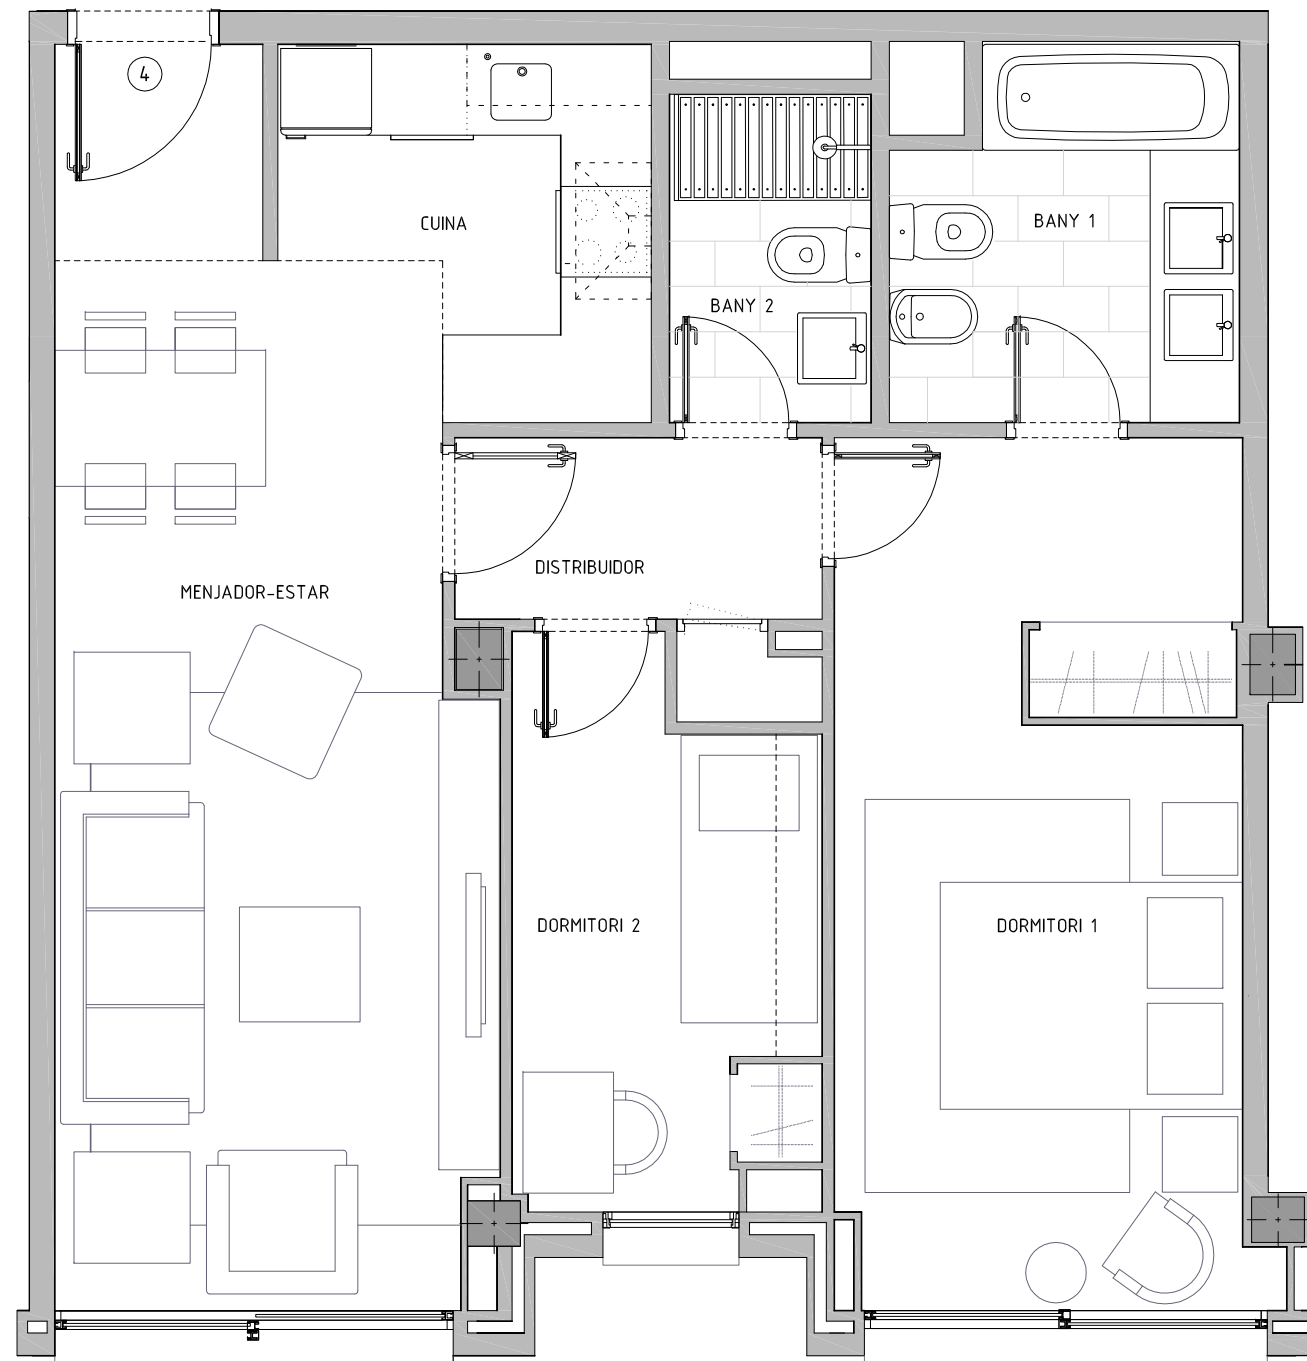 4
CUINA
BANY 1
BANY 2
DISTRIBUIDOR
MENJADOR-ESTAR
DORMITORI 2
DORMITORI 1